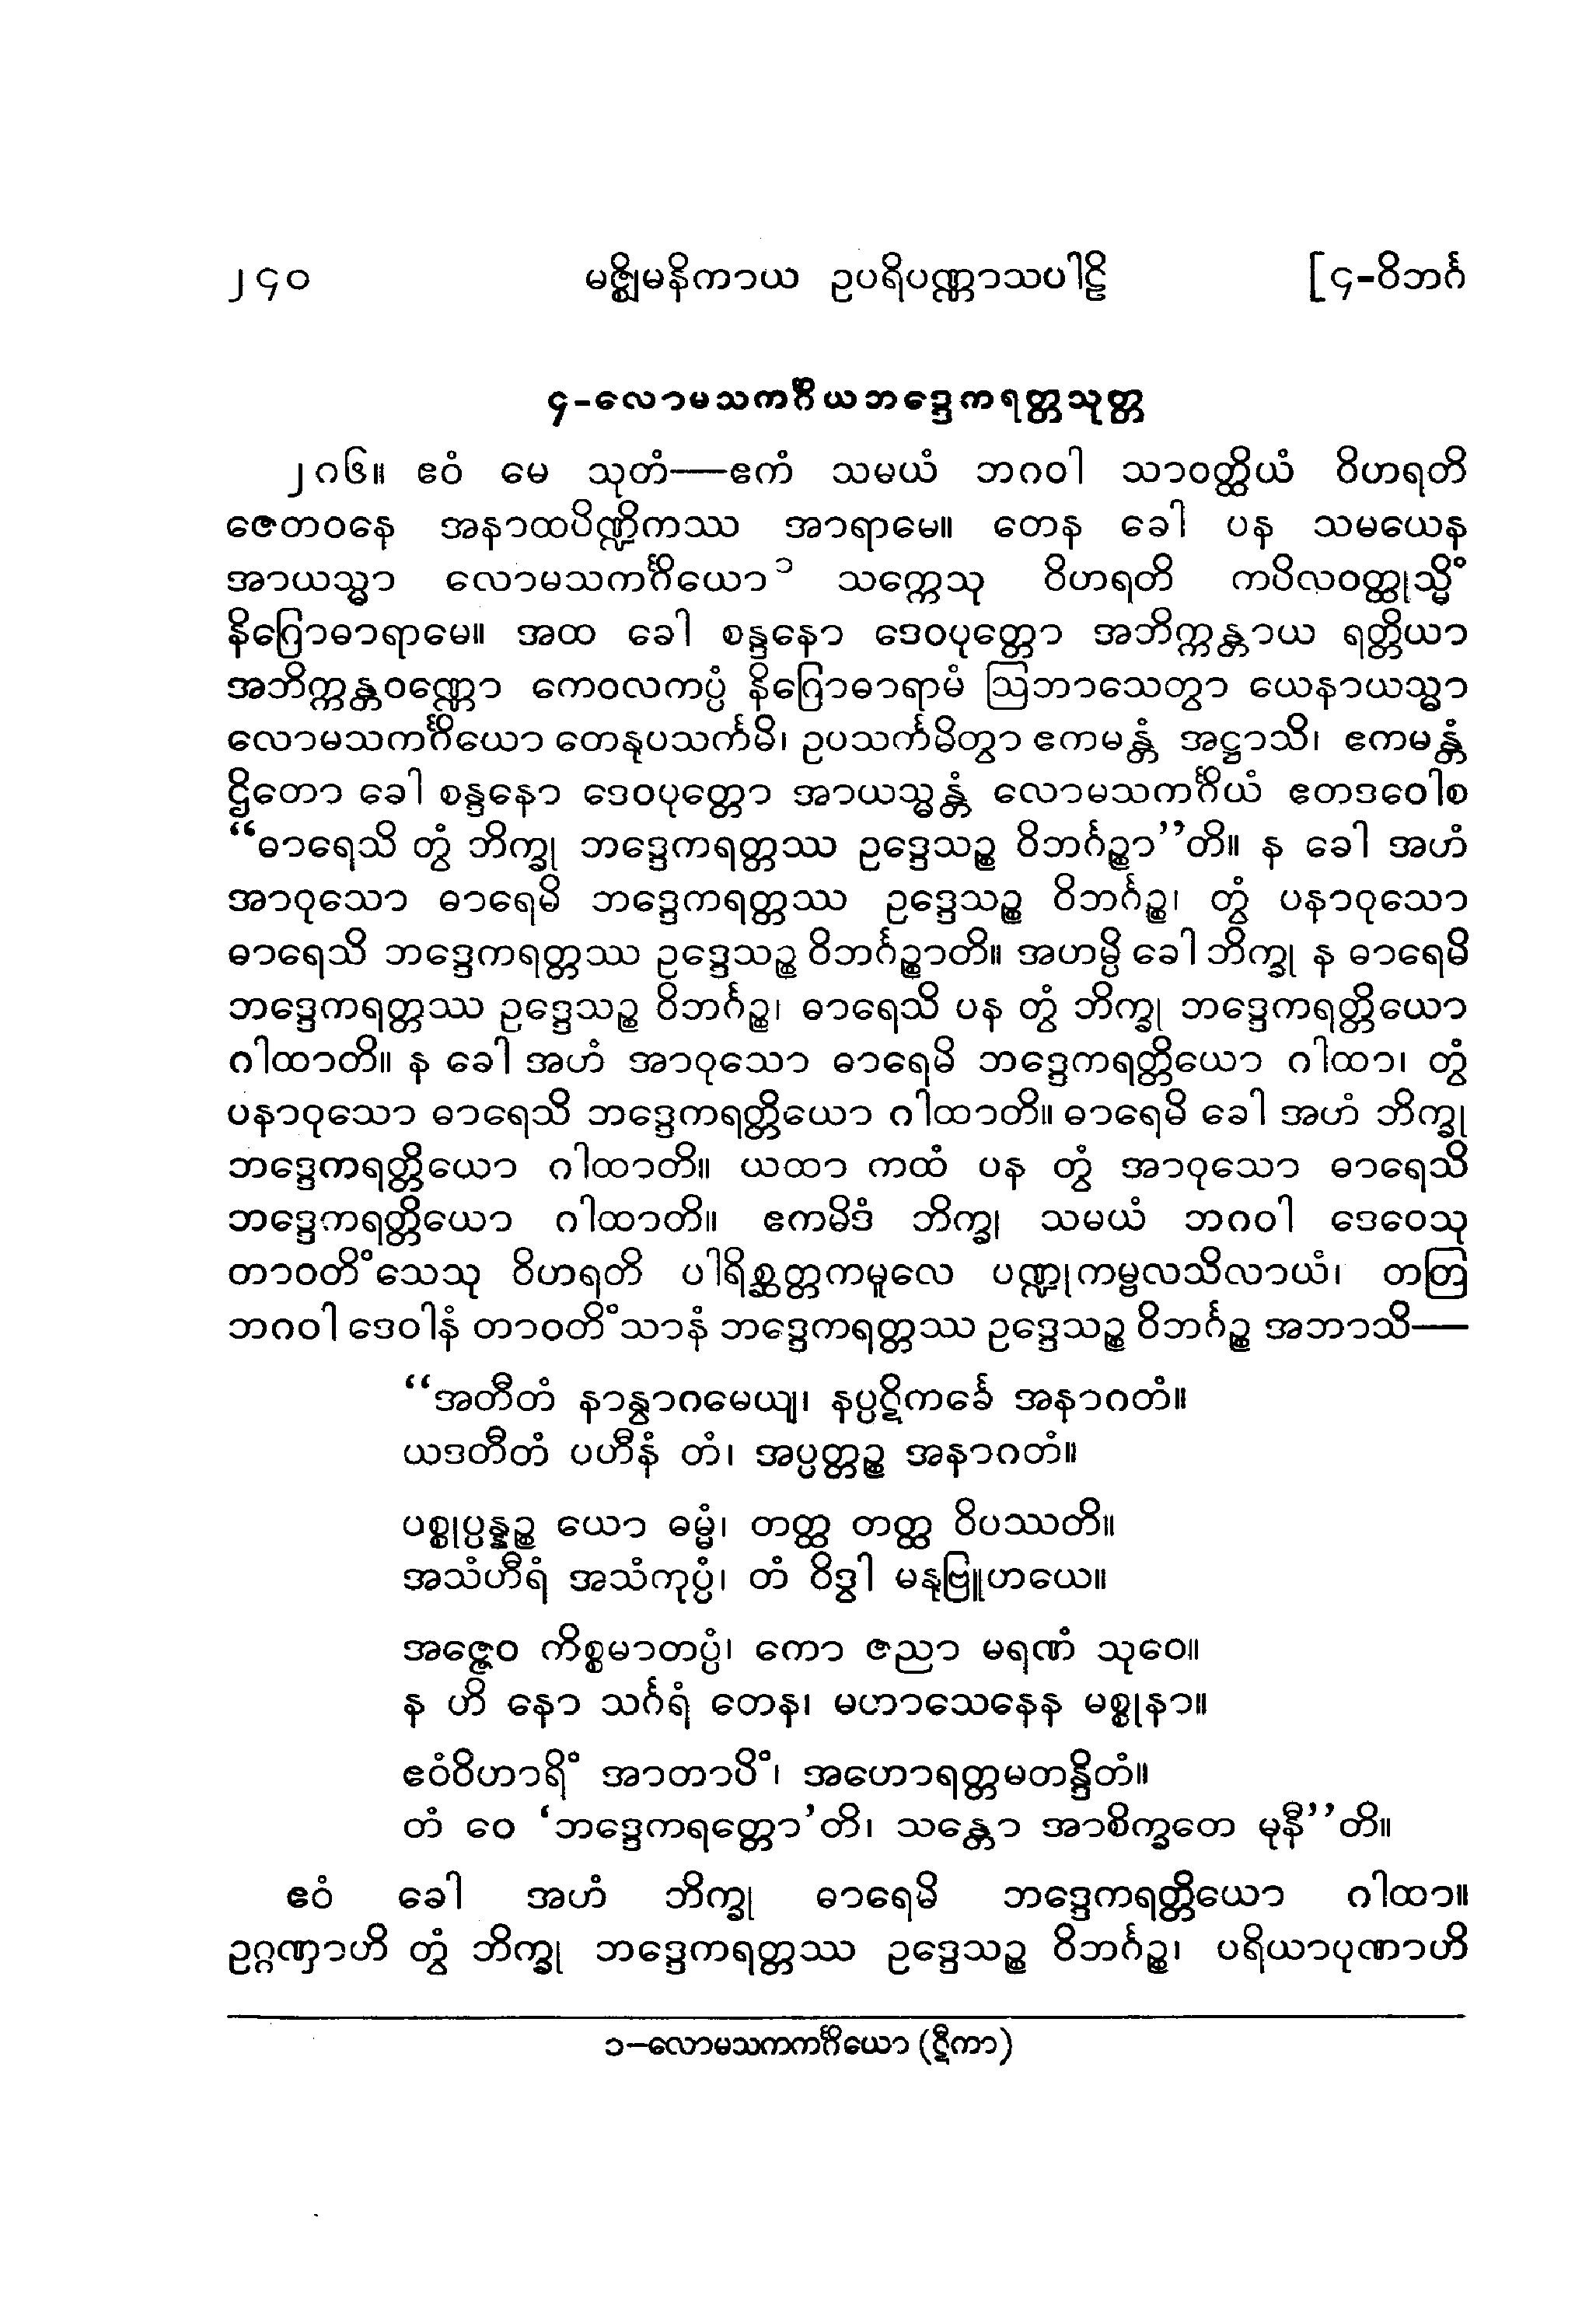 ၂၄၀ မဇ္ဈိမနိကာယ ဥပရိပဏ္ဏာသပါဠိ [၄-ဝိဘင်္ဂ
၄-လောမသကင်္ဂိယဘဒ္ဒေကရတ္တသုတ္တ
၂၈၆။ ဧဝံ မေ သုတံ—ဧကံ သမယံ ဘဂဝါ သာဝတ္ထိယံ ဝိဟရတိ
ဇေတဝနေ အနာထပိဏ္ဍိကဿ အာရာမေ။ တေန ခေါ ပန သမယေန
အာယသ္မာ လောမသကင်္ဂိယော ၁ သက္ကေသု ဝိဟရတိ ကပိလဝတ္ထုသ္မိံ
နိဂြောဓာရာမေ။ အထ ခေါ စန္ဒနော ဒေဝပုတ္တော အဘိက္ကန္တာယ ရတ္တိယာ
အဘိက္ကန္တဝဏ္ဏော ကေဝလကပ္ပံ နိဂြောဓာရာမံ ဩဘာသေတွာ ယေနာယသ္မာ
လောမသကင်္ဂိယော တေနုပသင်္ကမိ၊ ဥပသင်္ကမိတွာ ဧကမန္တံ အဋ္ဌာသိ၊ ဧကမန္တံ
ဌိတော ခေါ စန္ဒနော ဒေဝပုတ္တော အာယသ္မန္တံ လောမသကင်္ဂိယံ ဧတဒဝေါစ
“ဓာရေသိ တွံ ဘိက္ခု ဘဒ္ဒေကရတ္တဿ ဥဒ္ဒေသဉ္စ ဝိဘင်္ဂဉ္စာ”တိ။ န ခေါ အဟံ
အာဝုသော ဓာရေမိ ဘဒ္ဒေကရတ္တဿ ဥဒ္ဒေသဉ္စ ဝိဘင်္ဂဉ္စ၊ တွံ ပနာဝုသော
ဓာရေသိ ဘဒ္ဒေကရတ္တဿ ဥဒ္ဒေသဉ္စ ဝိဘင်္ဂဉ္စာတိ။ အဟမ္ပိ ခေါ ဘိက္ခု န ဓာရေမိ
ဘဒ္ဒေကရတ္တဿ ဥဒ္ဒေသဉ္စ ဝိဘင်္ဂဉ္စ၊ ဓာရေသိ ပန တွံ ဘိက္ခု ဘဒ္ဒေကရတ္တိယော
ဂါထာတိ။ န ခေါ အဟံ အာဝုသော ဓာရေမိ ဘဒ္ဒေကရတ္တိယော ဂါထာ၊ တွံ
ပနာဝုသော ဓာရေသိ ဘဒ္ဒေကရတ္တိယော ဂါထာတိ။ ဓာရေမိ ခေါ အဟံ ဘိက္ခု
ဘဒ္ဒေကရတ္တိယော ဂါထာတိ။ ယထာ ကထံ ပန တွံ အာဝုသော ဓာရေသိ
ဘဒ္ဒေကရတ္တိယော ဂါထာတိ။ ဧကမိဒံ ဘိက္ခု သမယံ ဘဂဝါ ဒေဝေသု
တာဝတိံသေသု ဝိဟရတိ ပါရိစ္ဆတ္တကမူလေ ပဏ္ဍုကမ္ဗလသိလာယံ၊ တတြ
ဘဂဝါ ဒေဝါနံ တာဝတိံသာနံ ဘဒ္ဒေကရတ္တဿ ဥဒ္ဒေသဉ္စ ဝိဘင်္ဂဉ္စ အဘာသိ—
“အတီတံ နာန္ဝာဂမေယျ၊ နပ္ပဋိကင်္ခေ အနာဂတံ။
ယဒတီတံ ပဟီနံ တံ၊ အပ္ပတ္တဉ္စ အနာဂတံ။
ပစ္စုပ္ပန္နဉ္စ ယော ဓမ္မံ၊ တတ္ထ တတ္ထ ဝိပဿတိ။
အသံဟီရံ အသံကုပ္ပံ၊ တံ ဝိဒွါ မနုဗြူဟယေ။
အဇ္ဇေဝ ကိစ္စမာတပ္ပံ၊ ကော ဇညာ မရဏံ သုဝေ။
န ဟိ နော သင်္ဂရံ တေန၊ မဟာသေနေန မစ္စုနာ။
ဧဝံဝိဟာရိံ အာတာပိံ၊ အဟောရတ္တမတန္ဒိတံ။
တံ ဝေ ‘ဘဒ္ဒေကရတ္တော’တိ၊ သန္တော အာစိက္ခတေ မုနီ”တိ။
ဧဝံ ခေါ အဟံ ဘိက္ခု ဓာရေမိ ဘဒ္ဒေကရတ္တိယော ဂါထာ။
ဥဂ္ဂဏှာဟိ တွံ ဘိက္ခု ဘဒ္ဒေကရတ္တဿ ဥဒ္ဒေသဉ္စ ဝိဘင်္ဂဉ္စ၊ ပရိယာပုဏာဟိ
၁-လောမသကကင်္ဂိယော (ဋီကာ)